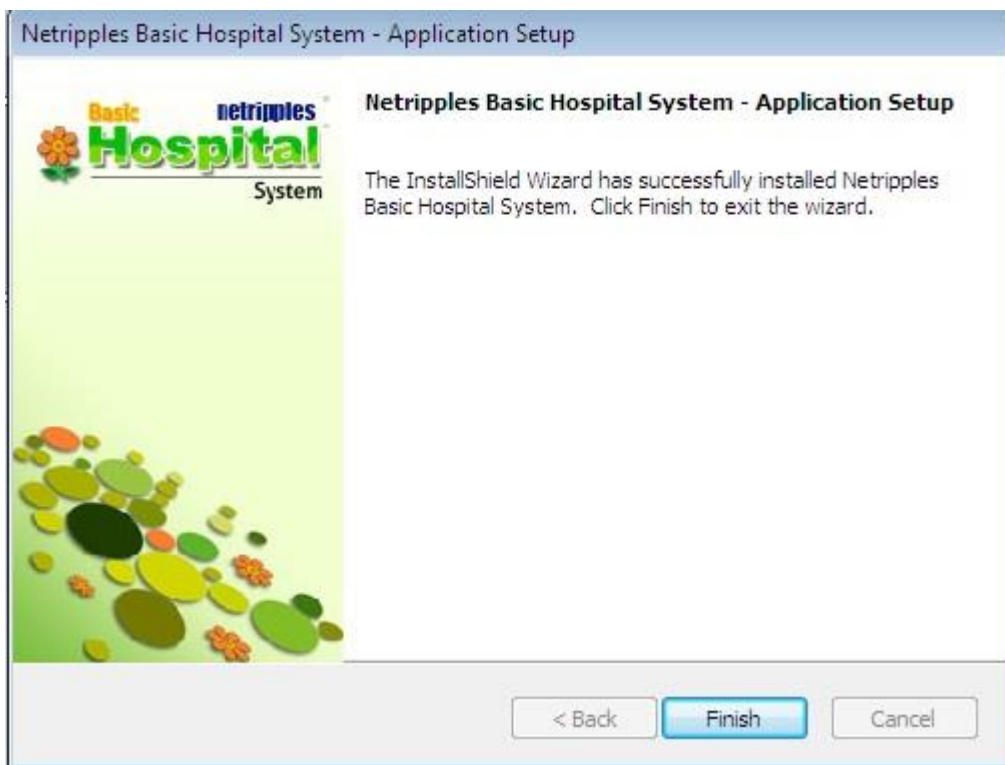 Netripples Basic Hospital System - Application Setup
Basic netripples
Hospital
System
Netripples Basic Hospital System - Application Setup
The InstallShield Wizard has successfully installed Netripples
Basic Hospital System. Click Finish to exit the wizard.
< Back Finish Cancel